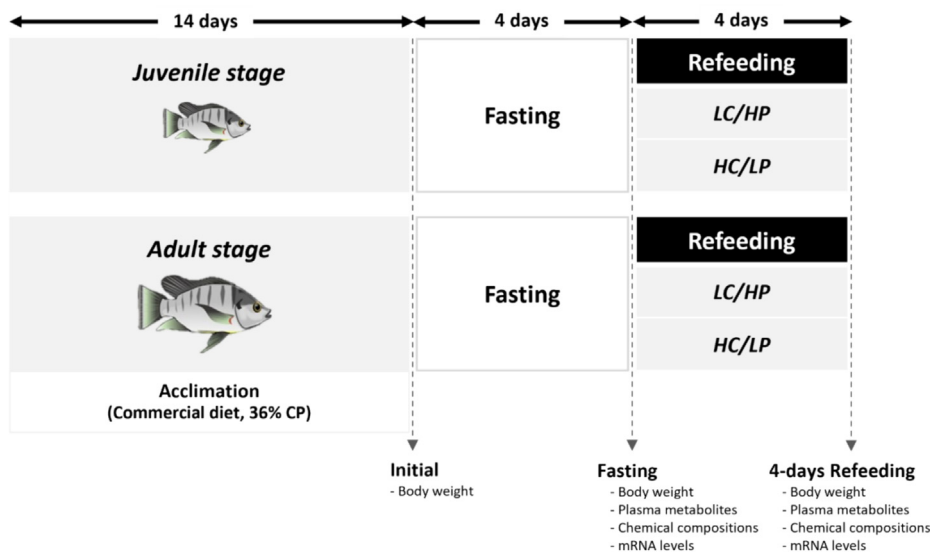 14 days
4 days
4 days
Juvenile stage
Fasting
Refeeding
LC/HP
HC/LP
Adult stage
Fasting
Refeeding
LC/HP
HC/LP
Acclimation
(Commercial diet, 36% CP)
Initial
- Body weight
Fasting
- Body weight
- Plasma metabolites
- Chemical compositions
- mRNA levels
4-days Refeeding
- Body weight
- Plasma metabolites
- Chemical compositions
- mRNA levels